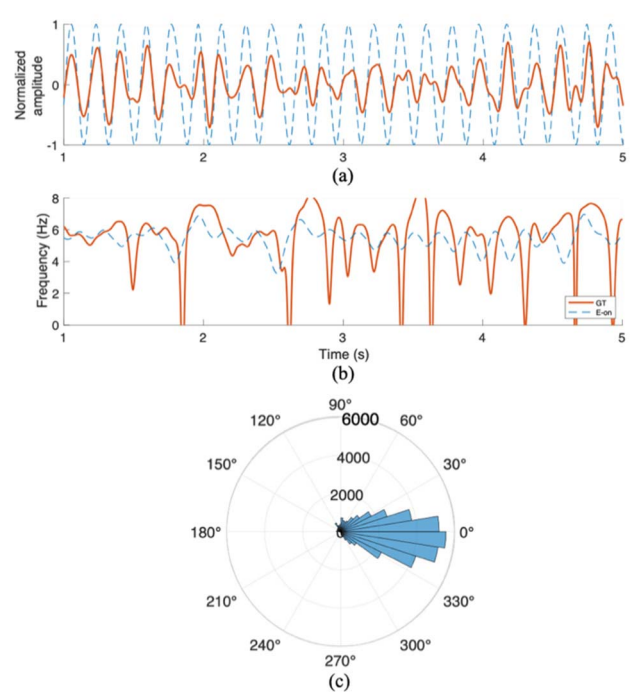 Normalized
amplitude
1
0
-1
1 2 3 4 5
(a)
Frequency (Hz)
8
6
4
2
0
GT
E-on
1 2 3 4 5
Time (s)
(b)
90°
120° 6000 60°
4000
150° 30°
2000
180° 0 0°
210° 330°
240° 300°
270°
(c)